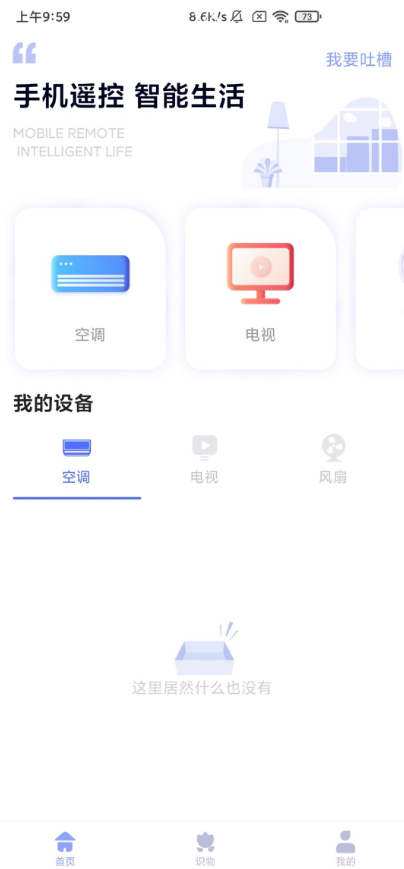 上午9:59
8.6K/s
73
我要吐槽
手机遥控 智能生活
MOBILE REMOTE
INTELLIGENT LIFE
空调
电视
我的设备
空调
电视
风扇
这里居然什么也没有
首页
识物
我的